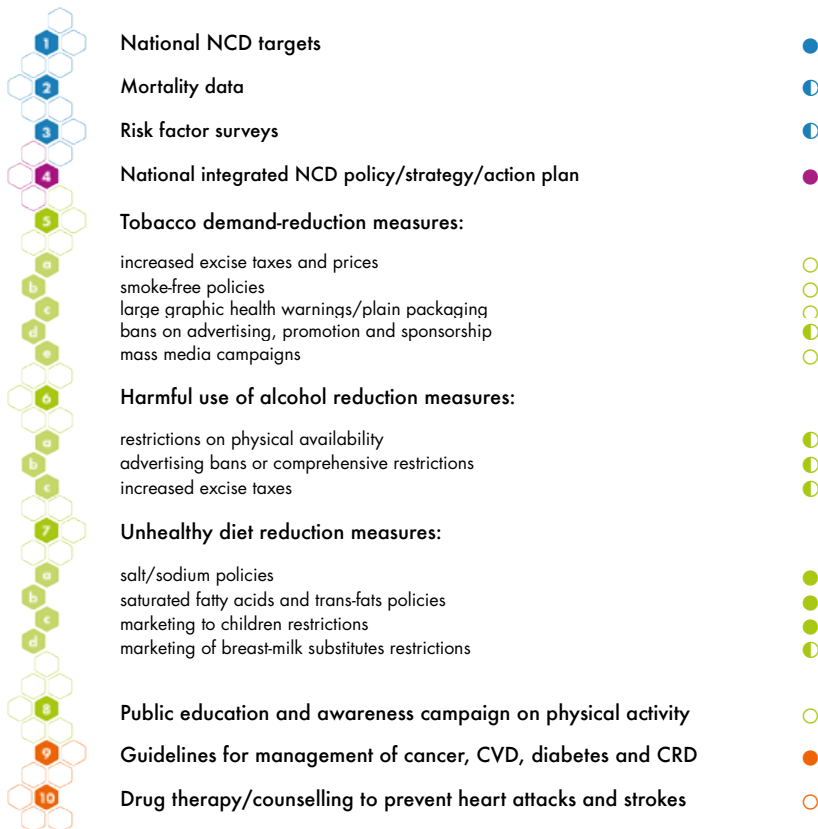 1 National NCD targets
2 Mortality data
3 Risk factor surveys
4 National integrated NCD policy/strategy/action plan
5 Tobacco demand-reduction measures:
a increased excise taxes and prices
b smoke-free policies
c large graphic health warnings/plain packaging
d bans on advertising, promotion and sponsorship
e mass media campaigns
6 Harmful use of alcohol reduction measures:
a restrictions on physical availability
b advertising bans or comprehensive restrictions
c increased excise taxes
7 Unhealthy diet reduction measures:
a salt/sodium policies
b saturated fatty acids and trans-fats policies
c marketing to children restrictions
d marketing of breast-milk substitutes restrictions
8 Public education and awareness campaign on physical activity
9 Guidelines for management of cancer, CVD, diabetes and CRD
10 Drug therapy/counselling to prevent heart attacks and strokes